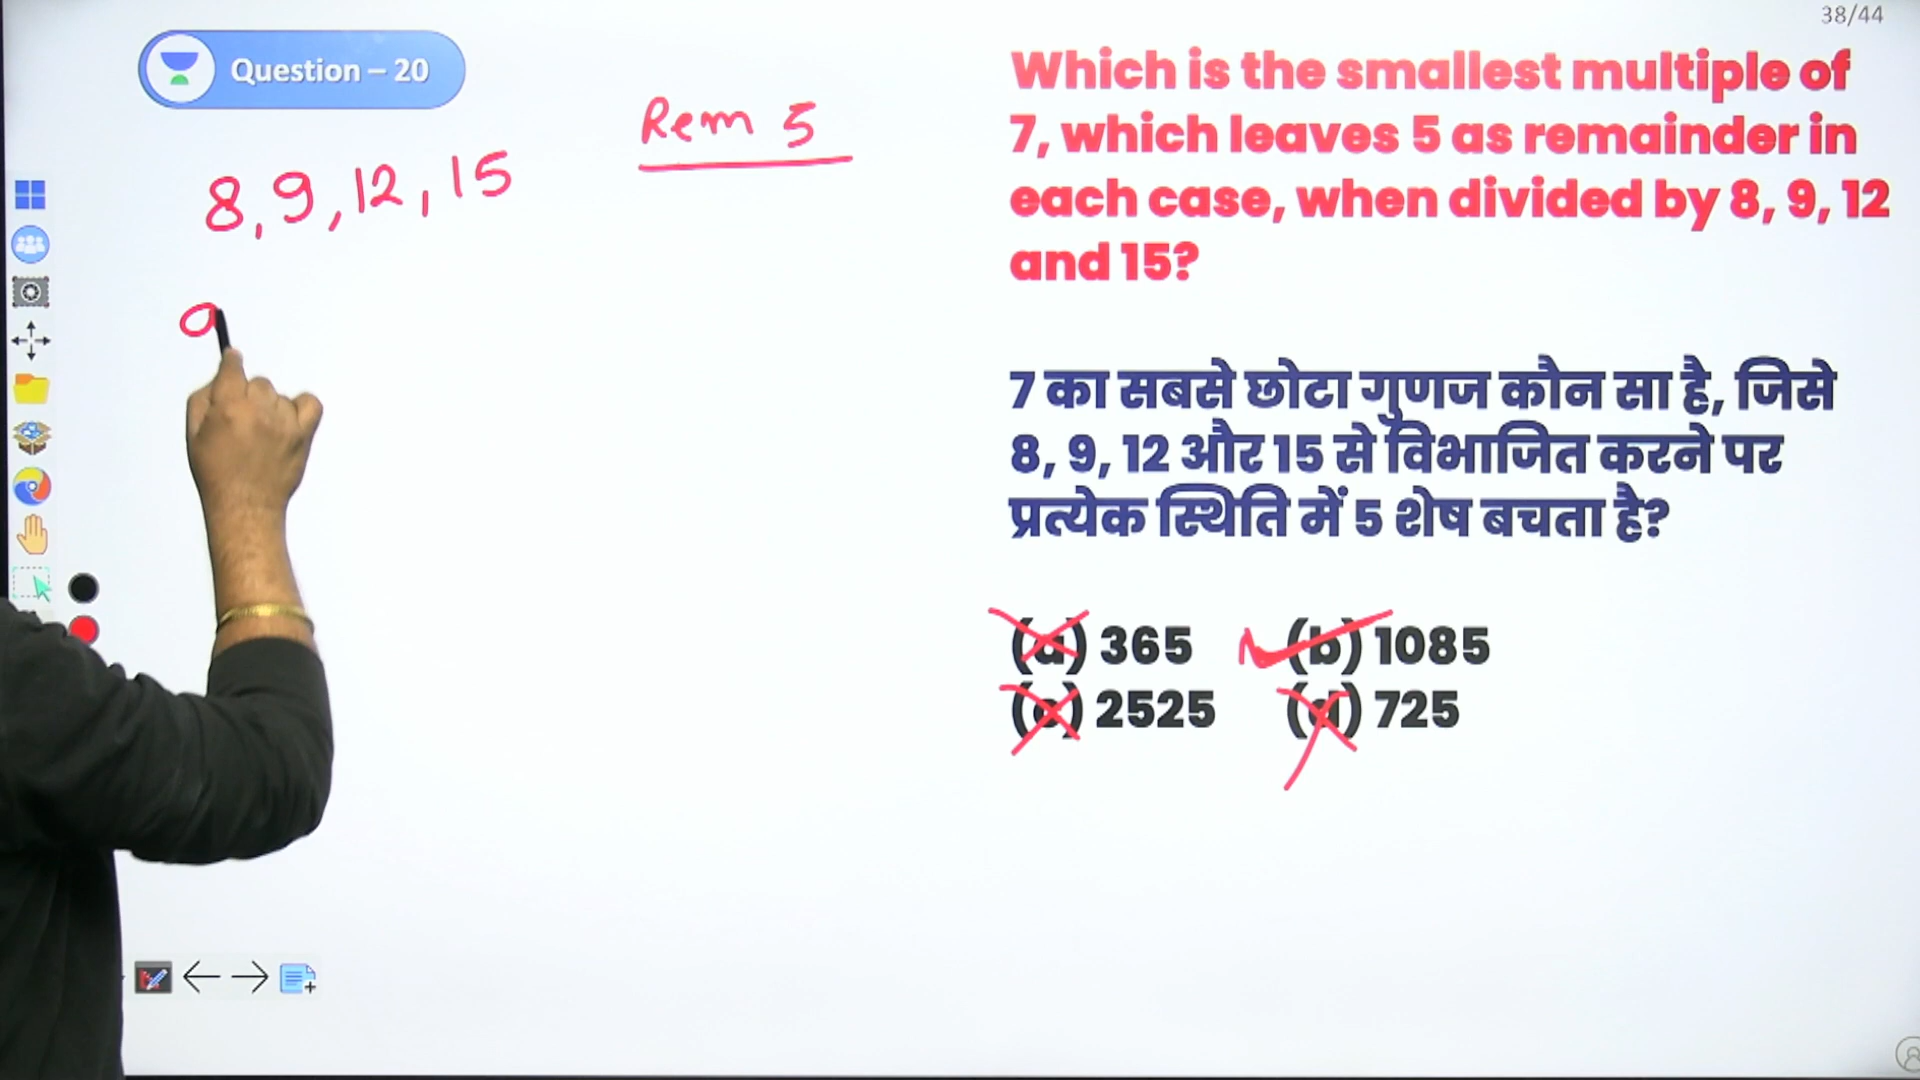 38/44
Question – 20
Rem 5
8, 9, 12, 15
9
Which is the smallest multiple of
7, which leaves 5 as remainder in
each case, when divided by 8, 9, 12
and 15?
7 का सबसे छोटा गुणज कौन सा है, जिसे
8, 9, 12 और 15 से विभाजित करने पर
प्रत्येक स्थिति में 5 शेष बचता है?
(a) 365 (b) 1085
(c) 2525 (d) 725